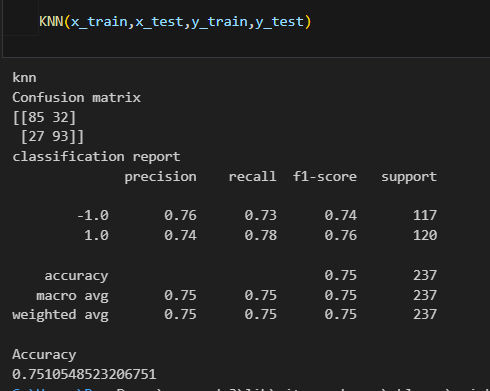 KNN(x_train,x_test,y_train,y_test)
knn
Confusion matrix
[[85 32]
 [27 93]]
classification report
              precision    recall  f1-score   support

        -1.0       0.76      0.73      0.74       117
         1.0       0.74      0.78      0.76       120

    accuracy                           0.75       237
   macro avg       0.75      0.75      0.75       237
weighted avg       0.75      0.75      0.75       237

Accuracy
0.7510548523206751